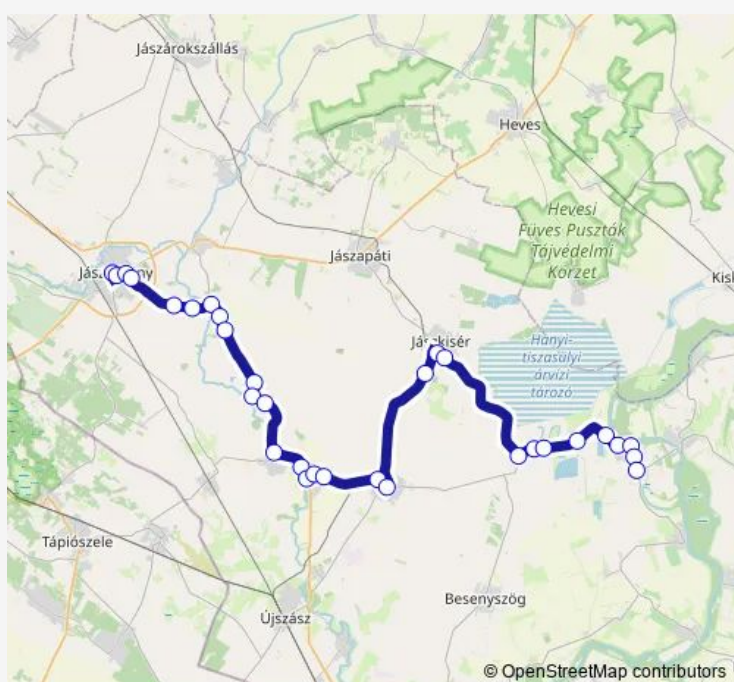 Jászárokszállás
Heves
Hevesi
Füves Puszták
Tájvédelmi
Körzet
Jászapáti
Hanyi-
tiszasülyi
árvízi
tározó
Tápiószele
Újszász
Besenyszög
© OpenStreetMap contributors